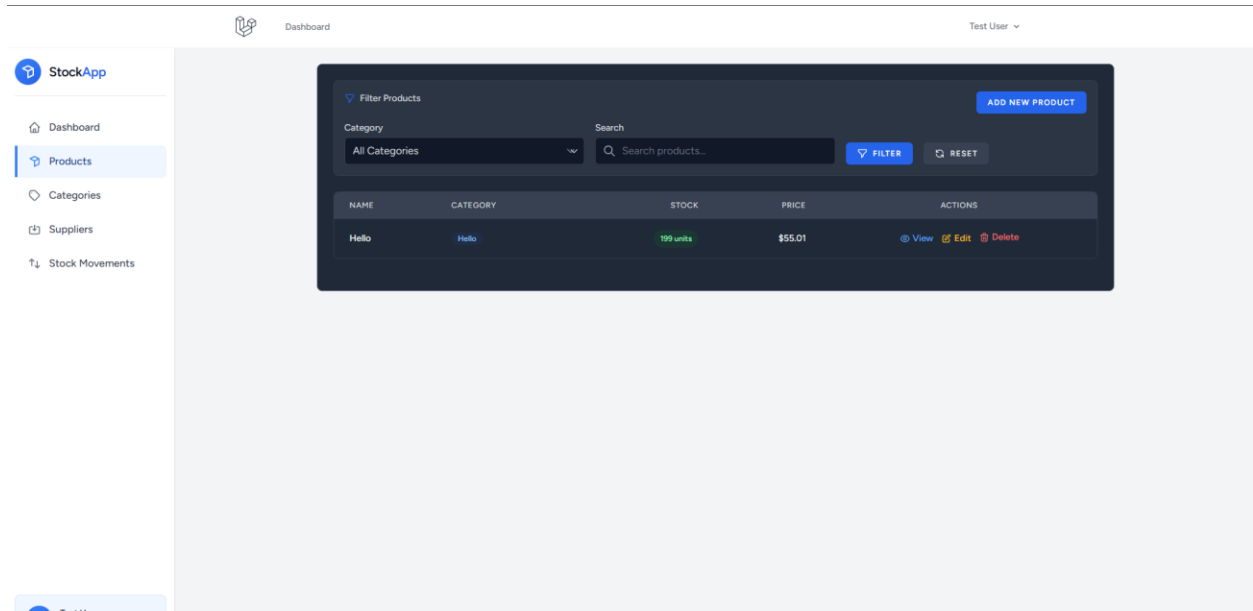 Dashboard
Test User
StockApp
Dashboard
Products
Categories
Suppliers
Stock Movements
Filter Products
ADD NEW PRODUCT
Category
Search
All Categories
Search products...
FILTER
RESET
NAME CATEGORY STOCK PRICE ACTIONS
Hello Hello 199 units $55.01 View Edit Delete